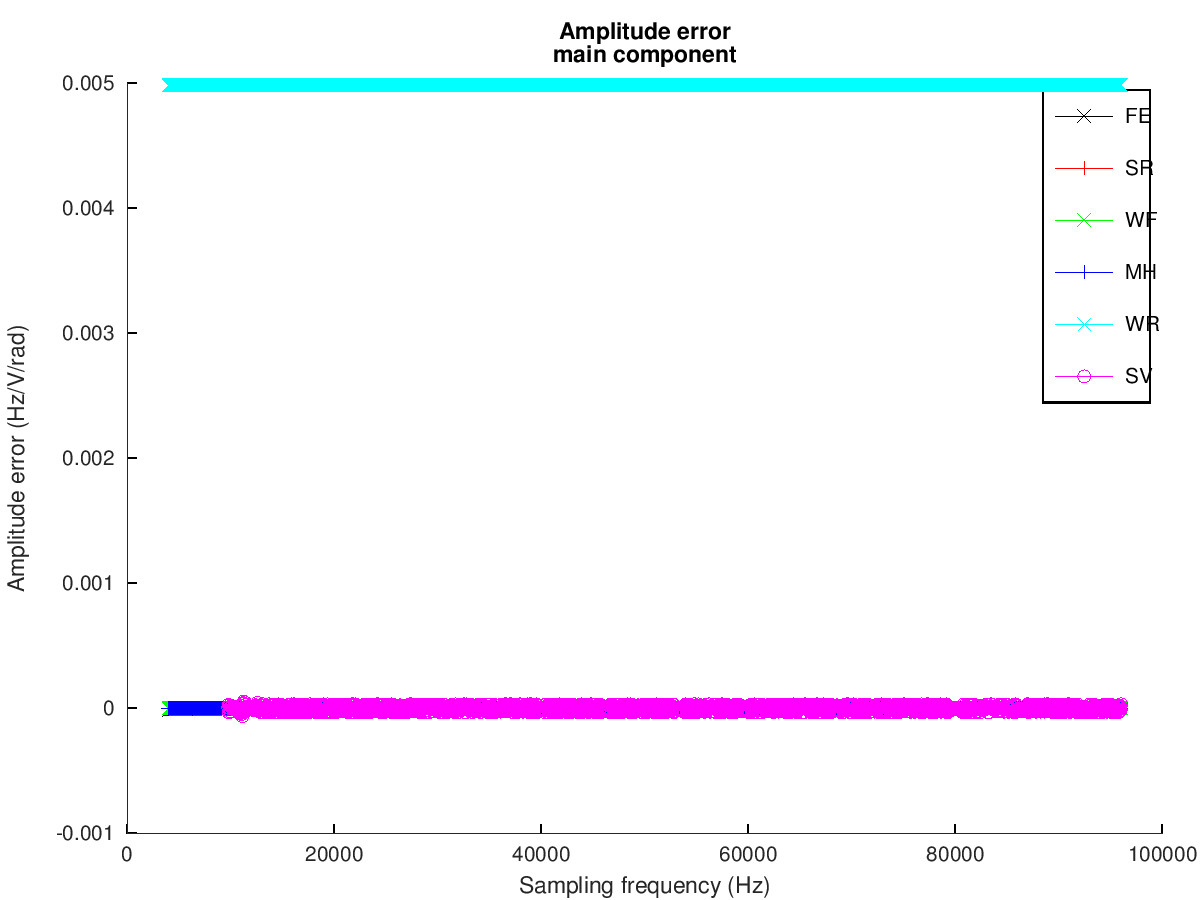 Amplitude error
main component
0.005
0.004
0.003
0.002
0.001
0
-0.001
Amplitude error (Hz/V/rad)
FE
SR
WF
MH
WR
SV
0
20000
40000
60000
80000
100000
Sampling frequency (Hz)